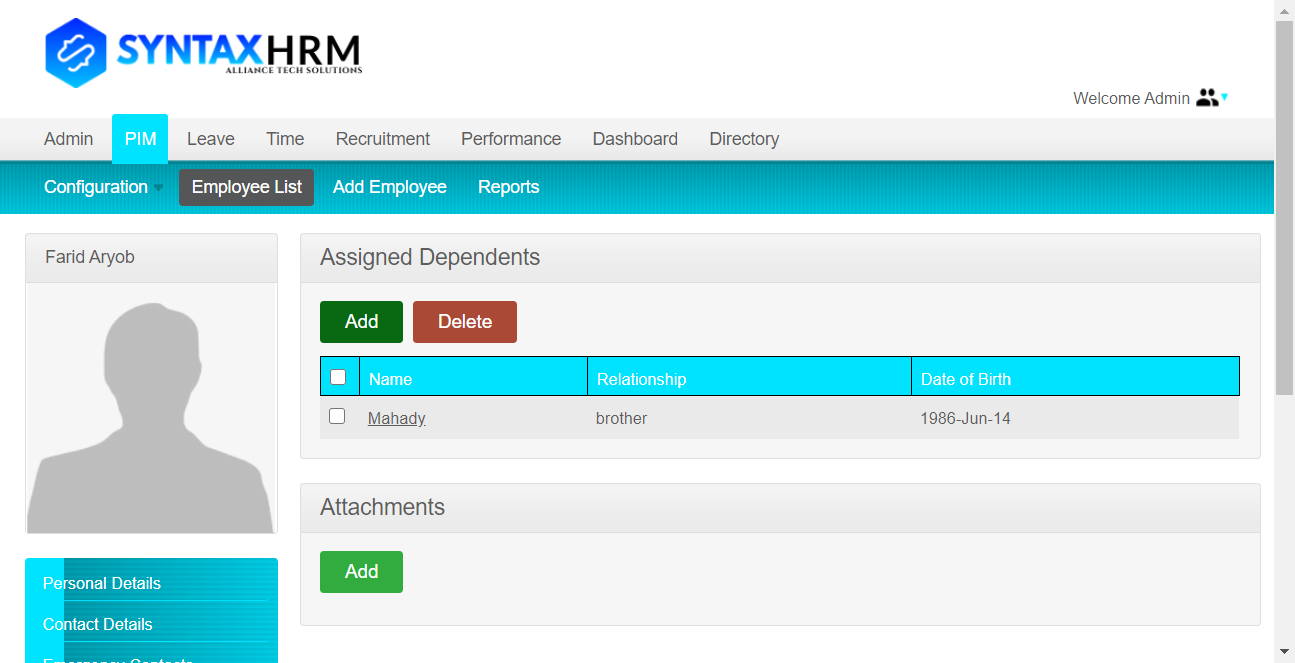 SYNTAXHRM
ALLIANCE TECH SOLUTIONS
Welcome Admin
Admin PIM Leave Time Recruitment Performance Dashboard Directory
Configuration Employee List Add Employee Reports
Farid Aryob
Assigned Dependents
Add Delete
Name Relationship Date of Birth
Mahady brother 1986-Jun-14
Attachments
Add
Personal Details
Contact Details
Emergency Contacts